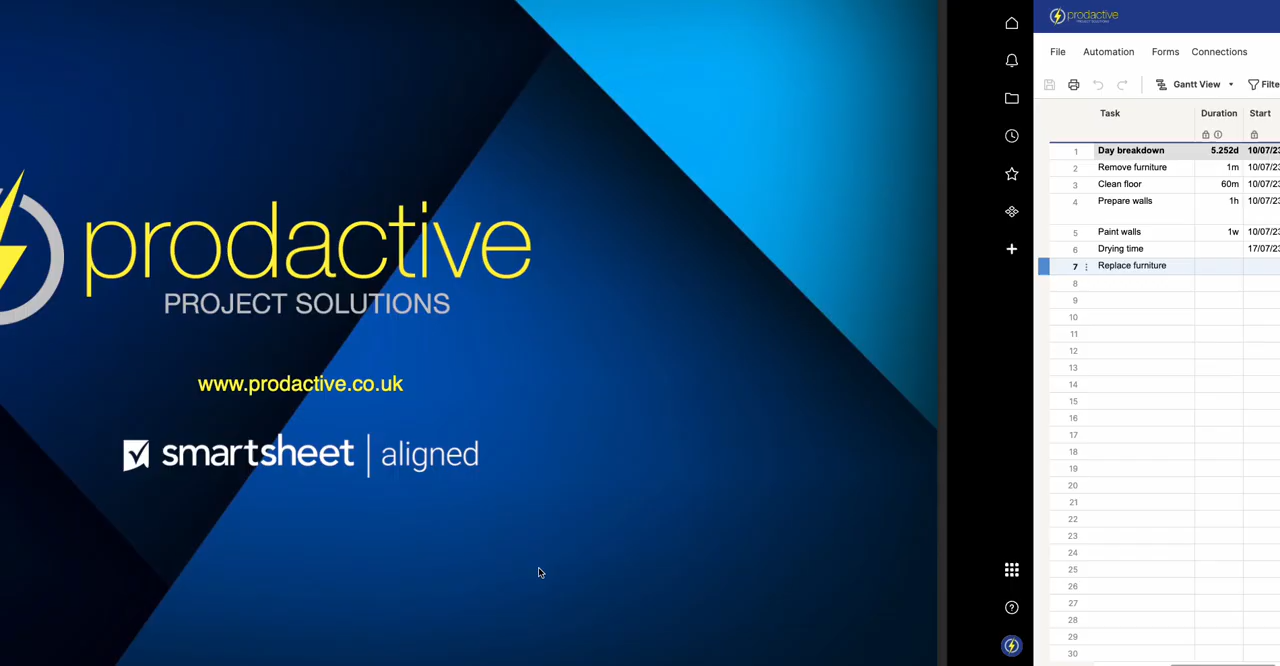 prodactive
PROJECT SOLUTIONS
www.prodactive.co.uk
smartsheet | aligned
prodactive
PROJECT SOLUTIONS
File Automation Forms Connections
Gantt View Filte
Task Duration Start
1 Day breakdown 5.252d 10/07/23
2 Remove furniture 1m 10/07/23
3 Clean floor 60m 10/07/23
4 Prepare walls 1h 10/07/23
5 Paint walls 1w 10/07/23
6 Drying time 17/07/23
7 Replace furniture
8
9
10
11
12
13
14
15
16
17
18
19
20
21
22
23
24
25
26
27
28
29
30